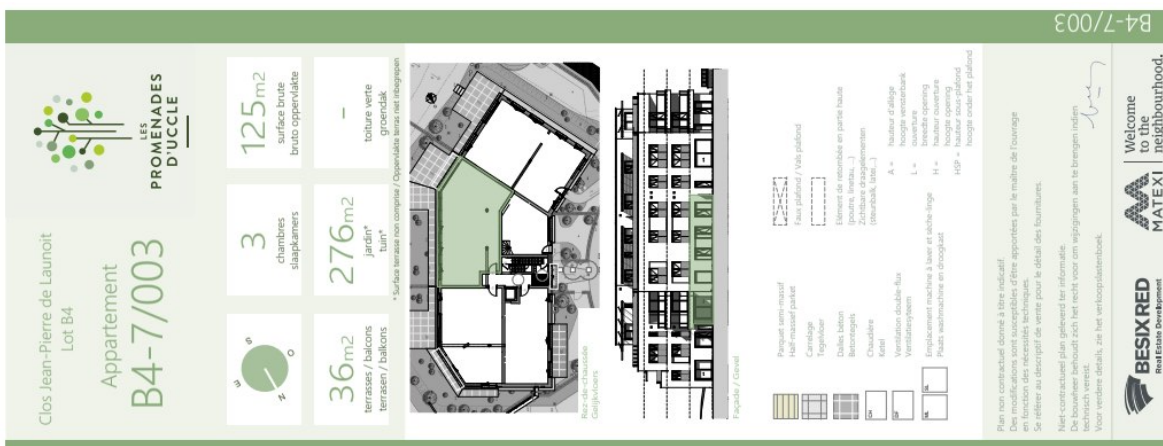 B4-7/003
Clos Jean-Pierre de Launoit
Lot B4
Appartement
B4-7/003
LES
PROMENADES
D'UCCLE
3
chambres
slaapkamers
125m2
surface brute
bruto oppervlakte
36m2
terrasses / balcons
terrassen / balkons
276m2
jardin*
tuin*
-
toiture verte
groendak
* Surface terrasse non comprise / Oppervlakte terras niet inbegrepen
N
E
S
O
Rez-de-chaussée
Gelijkvloers
Façade / Gevel
Parquet semi-massif
Half-massief parket
Carrelage
Tegelvloer
Dalles béton
Betontegels
CH
Chaudière
Ketel
DF
Ventilation double-flux
Ventilatiesysteem
ML
SL
Emplacement machine à laver et sèche-linge
Plaats wasmachine en droogkast
Faux plafond / Vals plafond
Elément de retombée en partie haute
(poutre, linteau,...)
Zichtbare draagelementen
(steunbalk, latei,...)
A = hauteur d'allège
hoogte vensterbank
L = ouverture
breedte opening
H = hauteur ouverture
hoogte opening
HSP = hauteur sous-plafond
hoogte onder het plafond
Plan non contractuel donné à titre indicatif.
Des modifications sont susceptibles d'être apportées par le maître de l'ouvrage
en fonction des nécessités techniques.
Se référer au descriptif de vente pour le détail des fournitures.
Niet-contractueel plan geleverd ter informatie.
De bouwheer behoudt zich het recht voor om wijzigingen aan te brengen indien
technisch vereist.
Voor verdere details, zie het verkooplastenboek.
BESIXRED
Real Estate Development
MATEXI
Welcome
to the
neighbourhood.